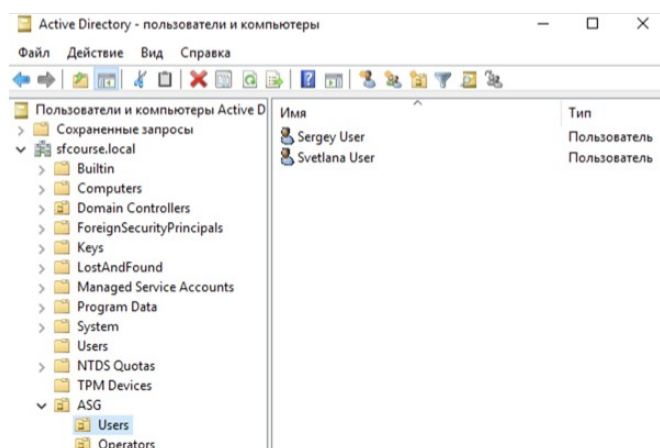 Active Directory - пользователи и компьютеры
Файл Действие Вид Справка
Пользователи и компьютеры Active D
Сохраненные запросы
sfcourse.local
Builtin
Computers
Domain Controllers
ForeignSecurityPrincipals
Keys
LostAndFound
Managed Service Accounts
Program Data
System
Users
NTDS Quotas
TPM Devices
ASG
Users
Operators
Имя Тип
Sergey User Пользователь
Svetlana User Пользователь